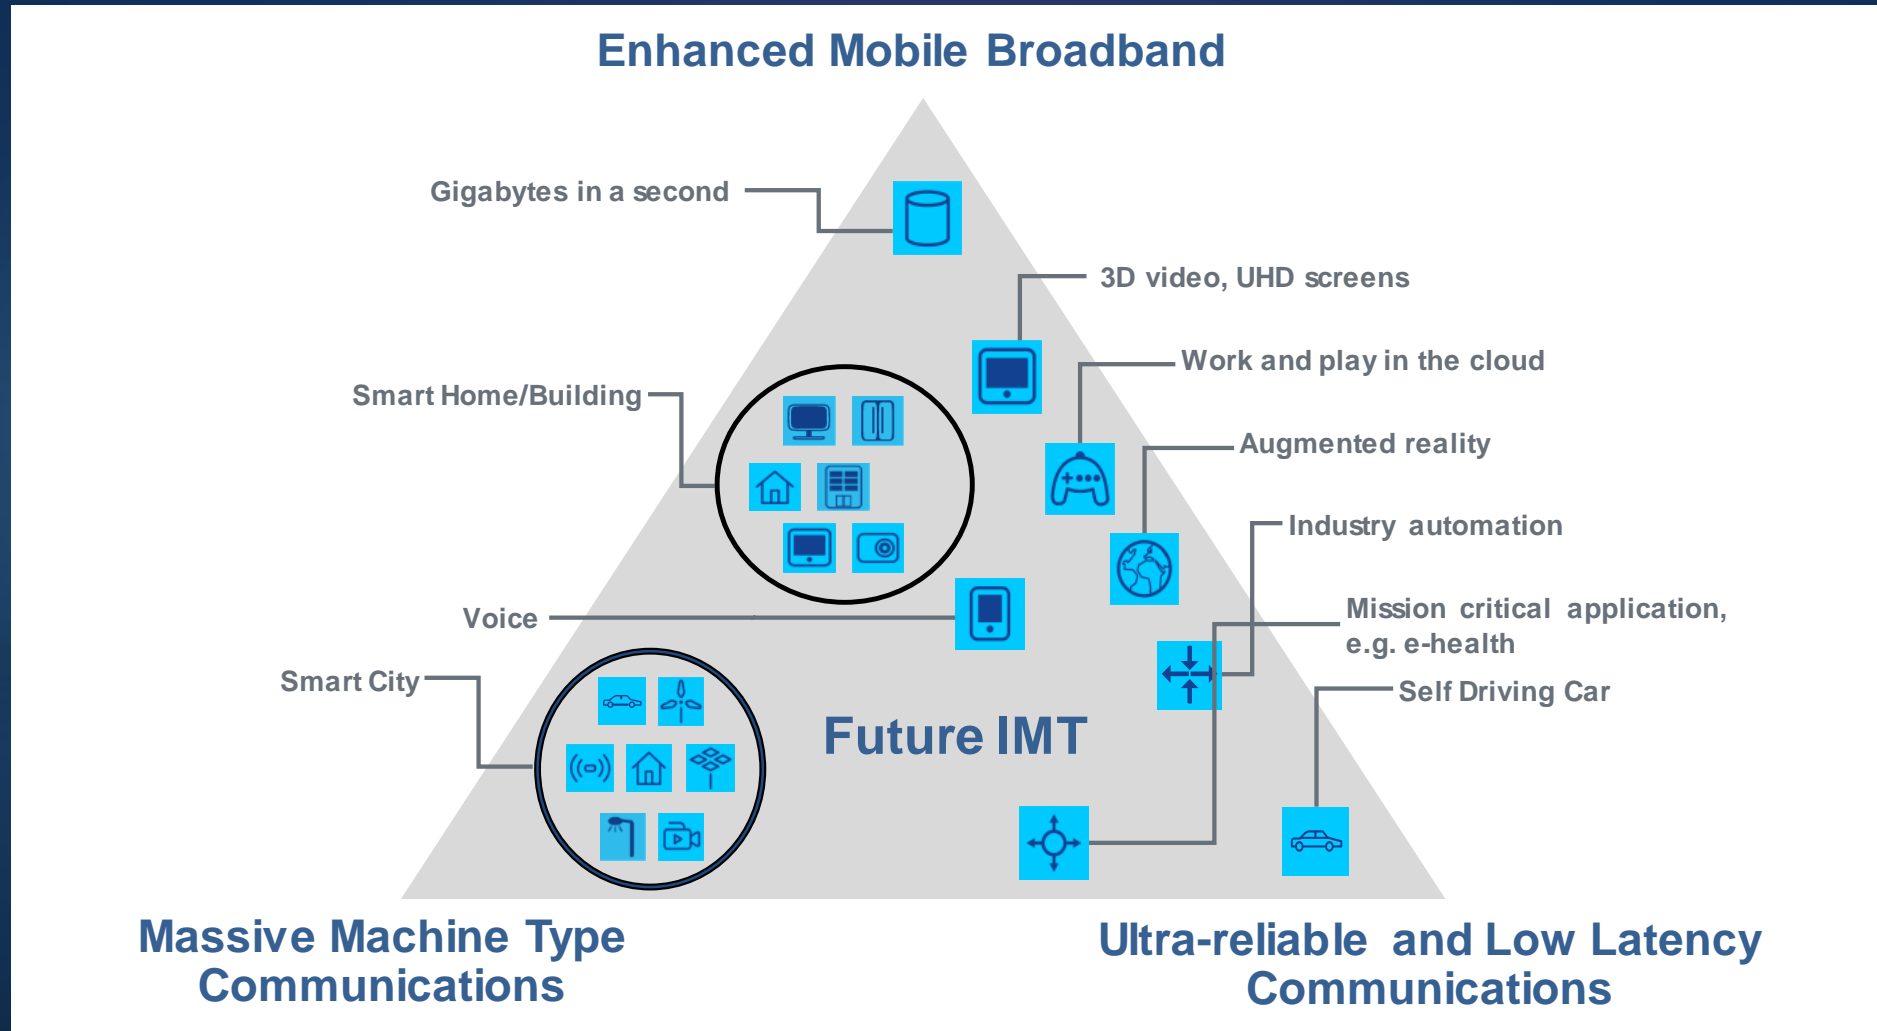 Enhanced Mobile Broadband
Gigabytes in a second
3D video, UHD screens
Work and play in the cloud
Smart Home/Building
Augmented reality
Industry automation
Voice
Mission critical application,
e.g. e-health
Smart City
Self Driving Car
Future IMT
Massive Machine Type
Communications
Ultra-reliable and Low Latency
Communications